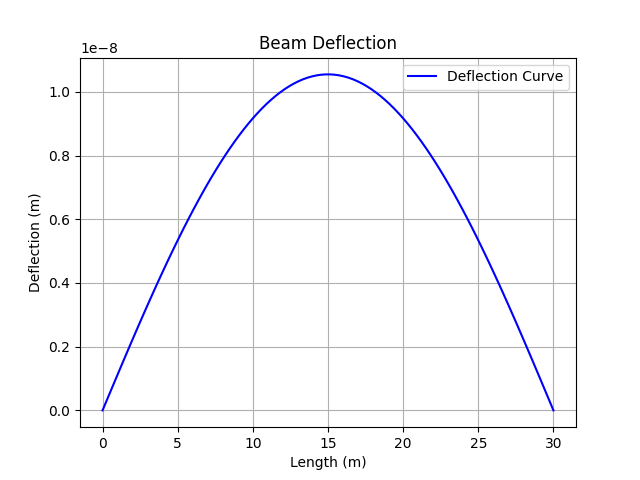 Beam Deflection
1e−8
Deflection Curve
1.0
0.8
0.6
0.4
0.2
0.0
Deflection (m)
0 5 10 15 20 25 30
Length (m)